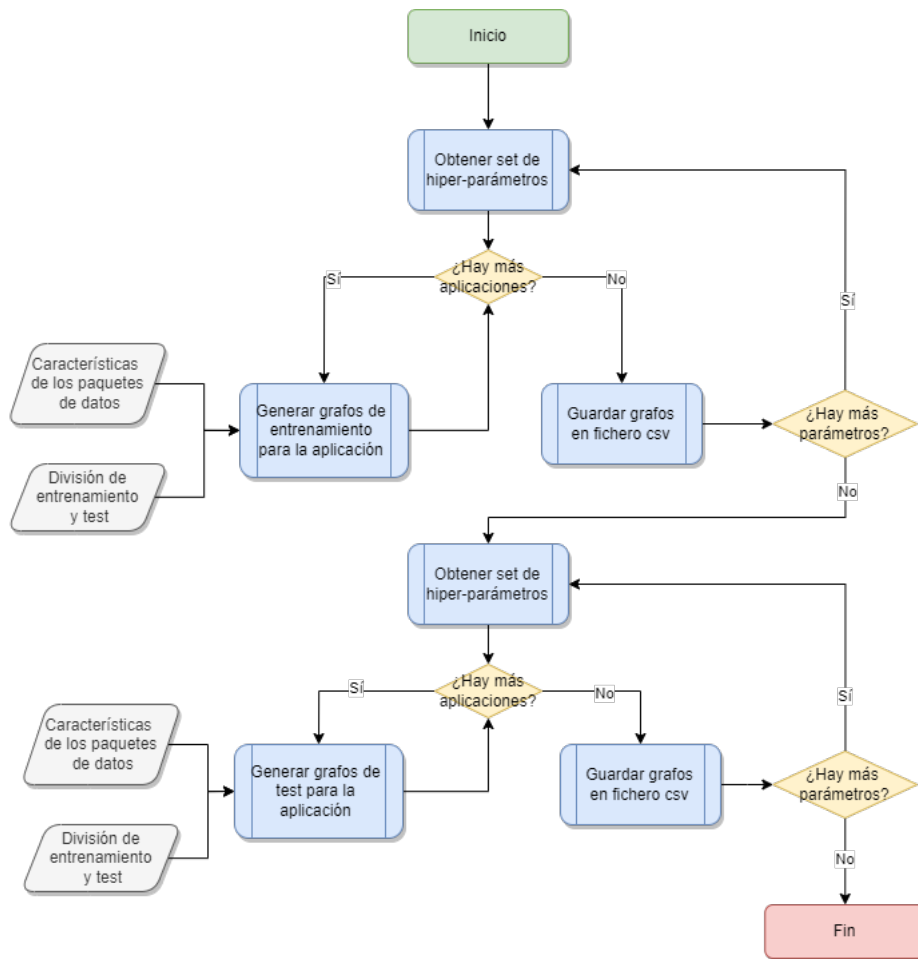 Inicio
Obtener set de
hiper-parámetros
¿Hay más
aplicaciones?
Sí
No
Sí
Características
de los paquetes
de datos
Generar grafos de
entrenamiento
para la aplicación
Guardar grafos
en fichero csv
¿Hay más
parámetros?
División de
entrenamiento
y test
No
Obtener set de
hiper-parámetros
¿Hay más
aplicaciones?
Sí
No
Sí
Características
de los paquetes
de datos
Generar grafos de
test para la
aplicación
Guardar grafos
en fichero csv
¿Hay más
parámetros?
División de
entrenamiento
y test
No
Fin